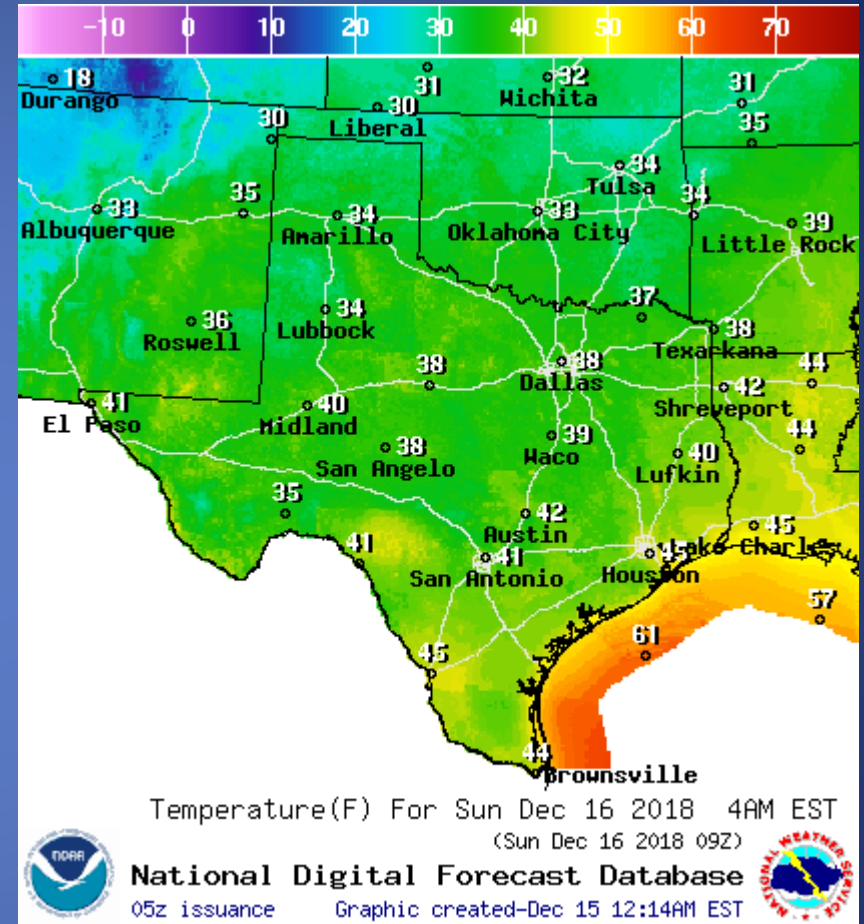 -10 0 10 20 30 40 50 60 70
18
Durango
31
32
Wichita
31
30
Liberal
30
35
34
Tulsa
33
Albuquerque
35
34
Amarillo
33
Oklahoma City
34
39
Little Rock
36
Roswell
34
Lubbock
37
38
Texarkana
38
38
Dallas
44
42
Shreveport
41
El Paso
40
Midland
38
San Angelo
39
Waco
40
Lufkin
44
35
42
Austin
45
Lake Charles
41
41
San Antonio
45
Houston
57
61
45
44
Brownsville
Temperature(F) For Sun Dec 16 2018 4AM EST
(Sun Dec 16 2018 09Z)
National Digital Forecast Database
05z issuance Graphic created-Dec 15 12:14AM EST
NOAA
NATIONAL WEATHER SERVICE